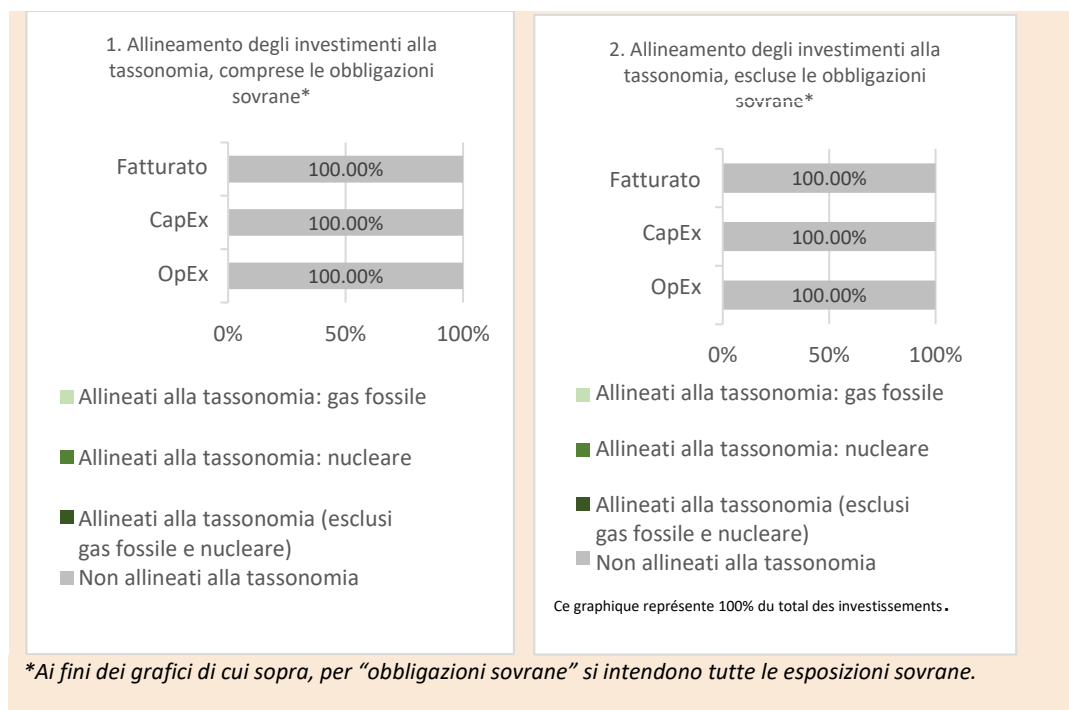 1. Allineamento degli investimenti alla
tassonomia, comprese le obbligazioni
sovrane*
Fatturato
100.00%
CapEx
100.00%
OpEx
100.00%
0% 50% 100%
Allineati alla tassonomia: gas fossile
Allineati alla tassonomia: nucleare
Allineati alla tassonomia (esclusi
gas fossile e nucleare)
Non allineati alla tassonomia
2. Allineamento degli investimenti alla
tassonomia, escluse le obbligazioni
sovrane*
Fatturato
100.00%
CapEx
100.00%
OpEx
100.00%
0% 50% 100%
Allineati alla tassonomia: gas fossile
Allineati alla tassonomia: nucleare
Allineati alla tassonomia (esclusi
gas fossile e nucleare)
Non allineati alla tassonomia
Ce graphique représente 100% du total des investissements.
*Ai fini dei grafici di cui sopra, per “obbligazioni sovrane” si intendono tutte le esposizioni sovrane.